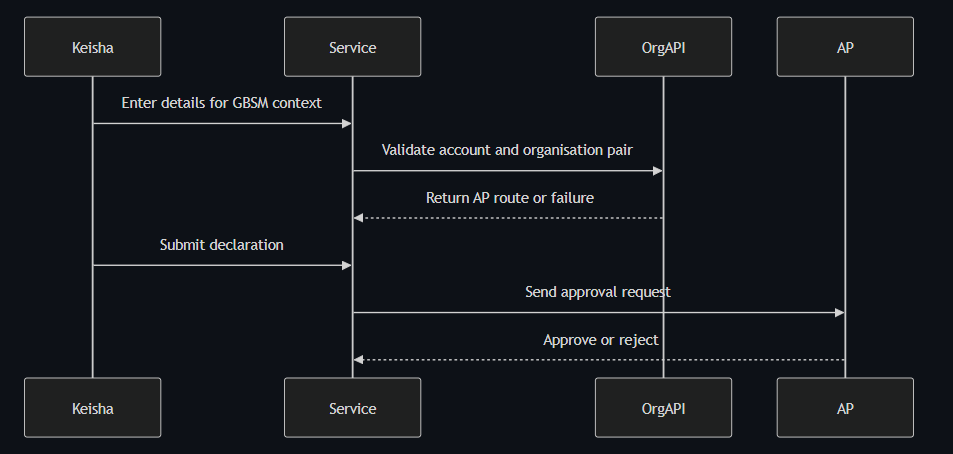 Keisha
Service
OrgAPI
AP
Enter details for GBSM context
Validate account and organisation pair
Return AP route or failure
Submit declaration
Send approval request
Approve or reject
Keisha
Service
OrgAPI
AP